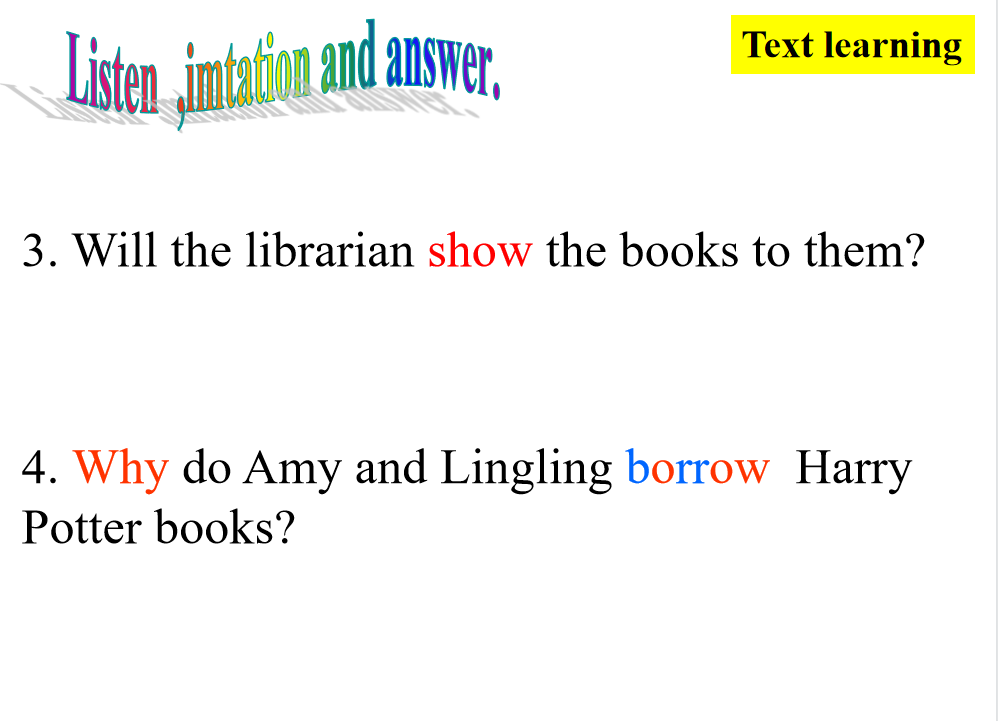 Listen ,imtation and answer.
Text learning
3. Will the librarian show the books to them?
4. Why do Amy and Lingling borrow Harry
Potter books?